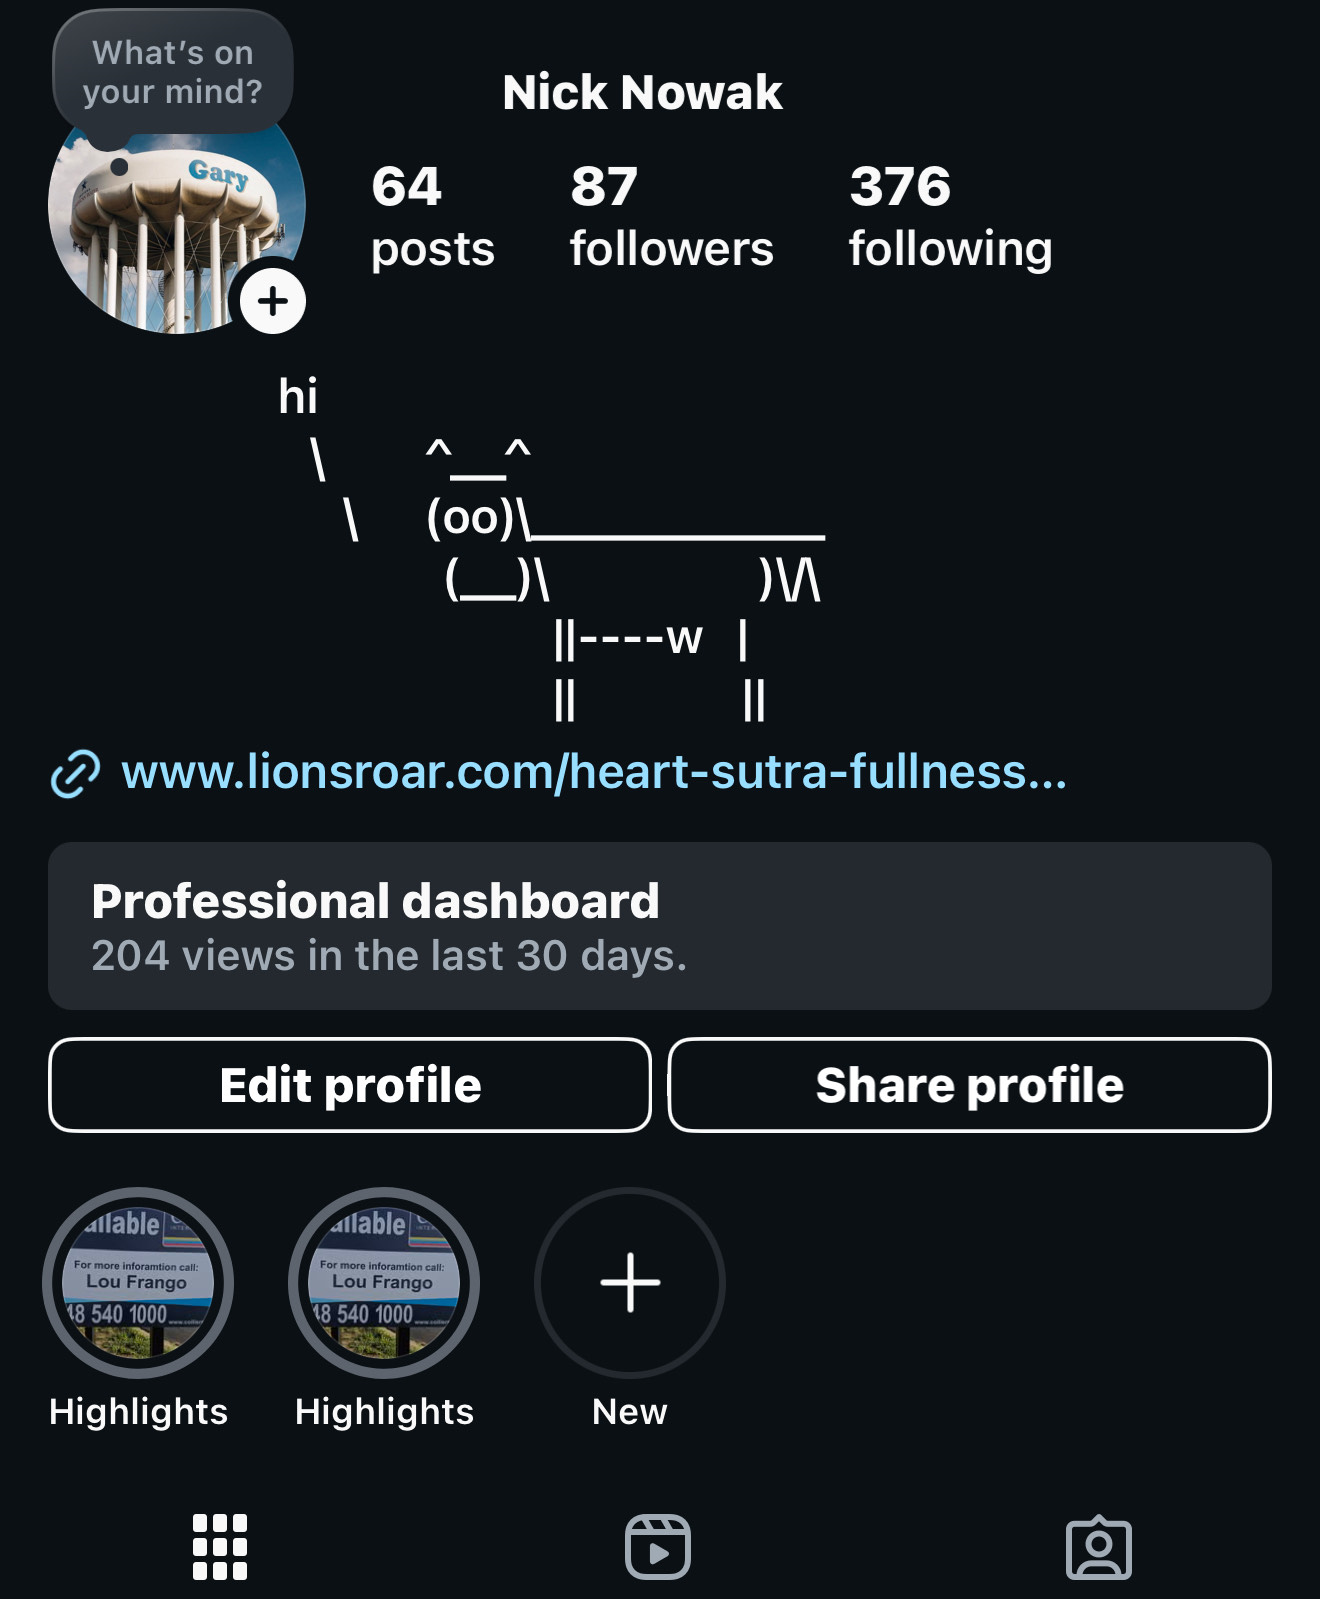 What's on
your mind?
Gary
Nick Nowak
64
posts
87
followers
376
following
hi
\ ^__^
\ (oo)\_______
(__)\ )\/\
||----w |
|| ||
www.lionsroar.com/heart-sutra-fullness...
Professional dashboard
204 views in the last 30 days.
Edit profile
Share profile
ailable
For more inforamtion call:
Lou Frango
48 540 1000
Highlights
ailable
For more inforamtion call:
Lou Frango
48 540 1000
Highlights
New